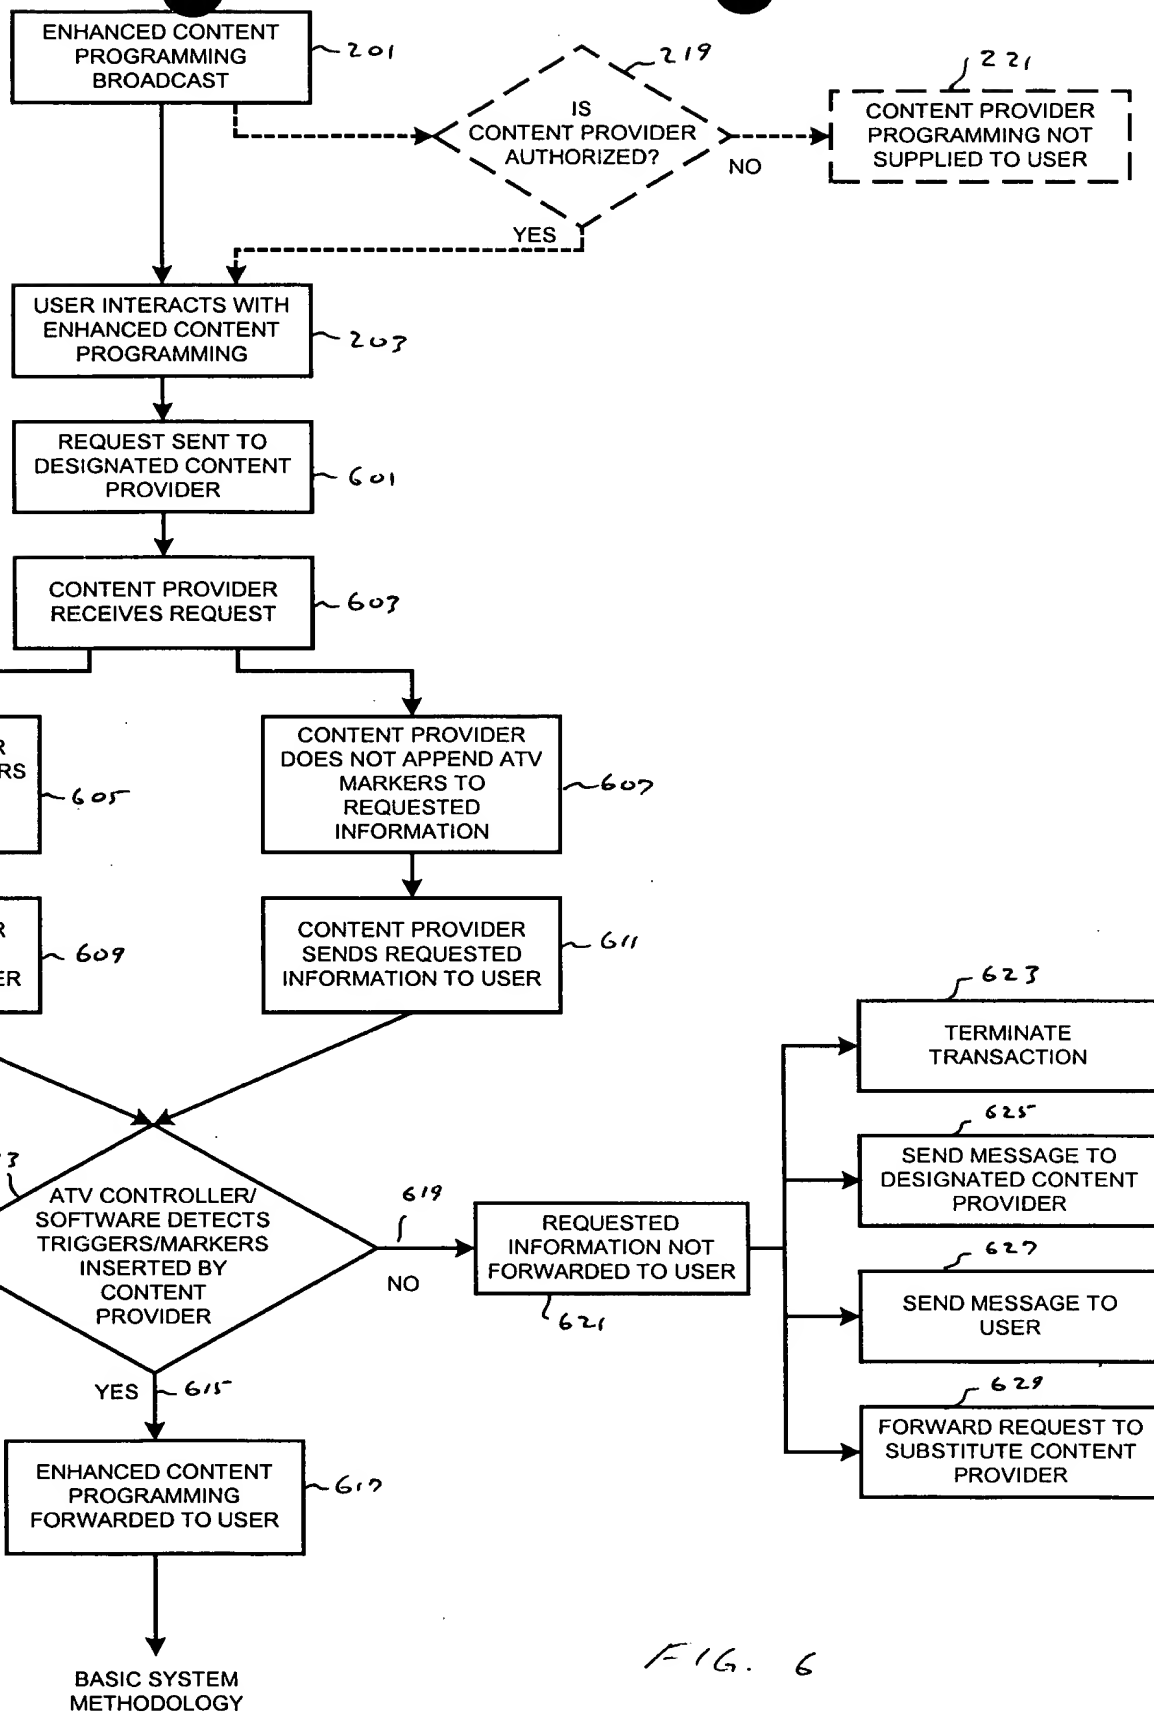 ENHANCED CONTENT
PROGRAMMING
BROADCAST
201
IS
CONTENT PROVIDER
AUTHORIZED?
219
NO
YES
221
CONTENT PROVIDER
PROGRAMMING NOT
SUPPLIED TO USER
USER INTERACTS WITH
ENHANCED CONTENT
PROGRAMMING
203
REQUEST SENT TO
DESIGNATED CONTENT
PROVIDER
601
CONTENT PROVIDER
RECEIVES REQUEST
603
R
RS
605
CONTENT PROVIDER
DOES NOT APPEND ATV
MARKERS TO
REQUESTED
INFORMATION
607
R
ER
609
CONTENT PROVIDER
SENDS REQUESTED
INFORMATION TO USER
611
3
ATV CONTROLLER/
SOFTWARE DETECTS
TRIGGERS/MARKERS
INSERTED BY
CONTENT
PROVIDER
619
NO
REQUESTED
INFORMATION NOT
FORWARDED TO USER
621
623
TERMINATE
TRANSACTION
625
SEND MESSAGE TO
DESIGNATED CONTENT
PROVIDER
627
SEND MESSAGE TO
USER
629
FORWARD REQUEST TO
SUBSTITUTE CONTENT
PROVIDER
YES
615
ENHANCED CONTENT
PROGRAMMING
FORWARDED TO USER
617
BASIC SYSTEM
METHODOLOGY
FIG. 6